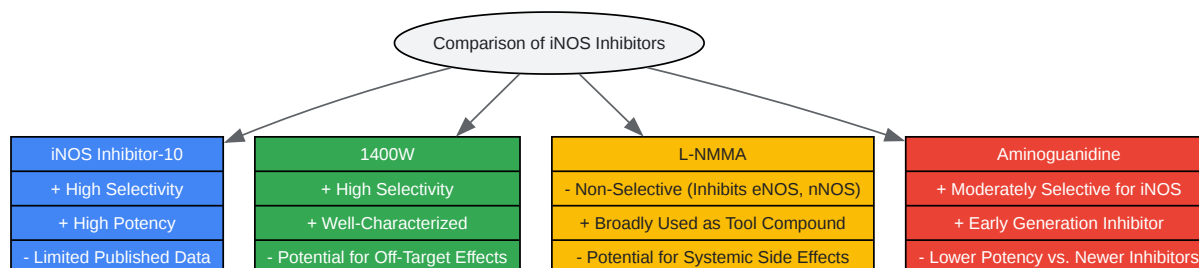 Comparison of iNOS Inhibitors
iNOS Inhibitor-10
+ High Selectivity
+ High Potency
- Limited Published Data
1400W
+ High Selectivity
+ Well-Characterized
- Potential for Off-Target Effects
L-NMMA
- Non-Selective (Inhibits eNOS, nNOS)
+ Broadly Used as Tool Compound
- Potential for Systemic Side Effects
Aminoguanidine
+ Moderately Selective for iNOS
+ Early Generation Inhibitor
- Lower Potency vs. Newer Inhibitors